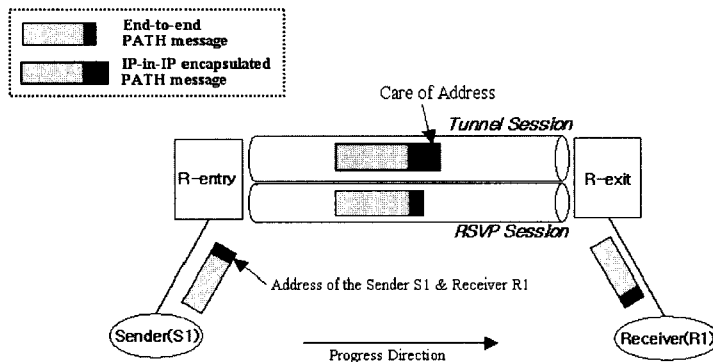 End-to-end
PATH message
IP-in-IP encapsulated
PATH message
Care of Address
Tunnel Session
R-entry
R-exit
RSVP Session
Address of the Sender S1 & Receiver R1
Sender(S1)
Receiver(R1)
Progress Direction